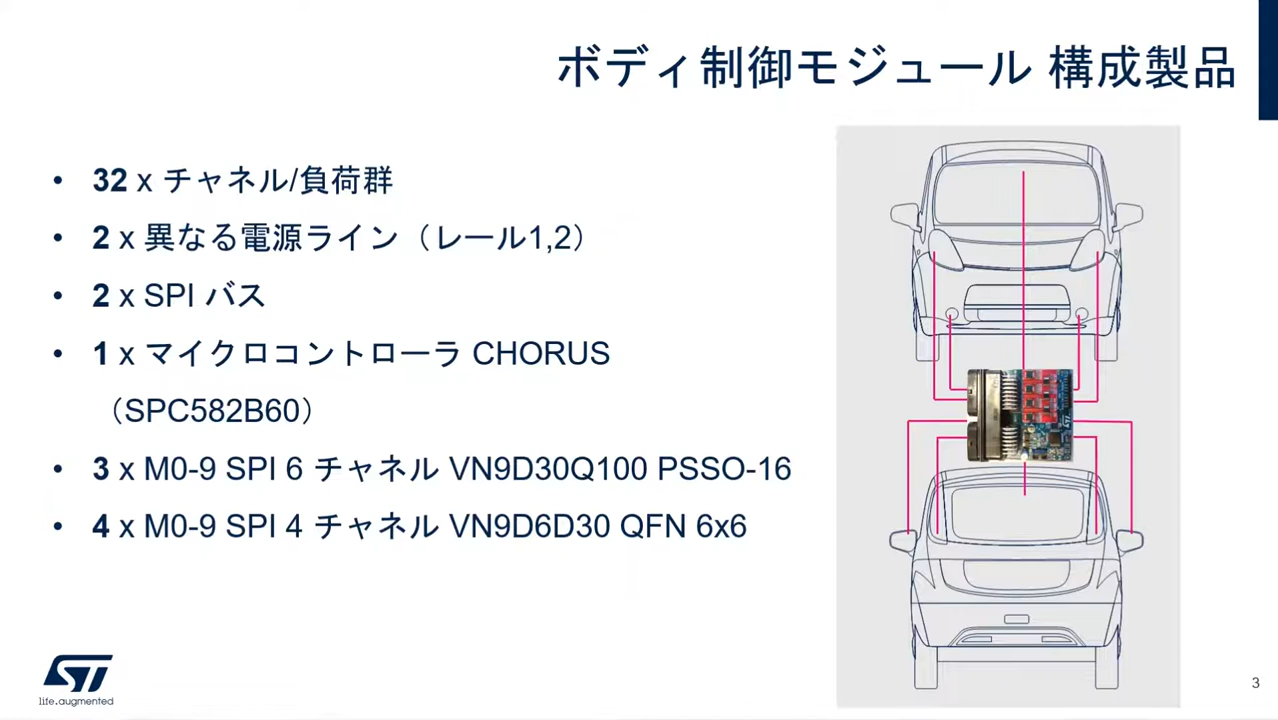 ボディ制御モジュール 構成製品
• 32 x チャネル/負荷群
• 2 x 異なる電源ライン（レール1,2）
• 2 x SPI バス
• 1 x マイクロコントローラ CHORUS
（SPC582B60）
• 3 x M0-9 SPI 6 チャネル VN9D30Q100 PSSO-16
• 4 x M0-9 SPI 4 チャネル VN9D6D30 QFN 6x6
ST
life.augmented
3